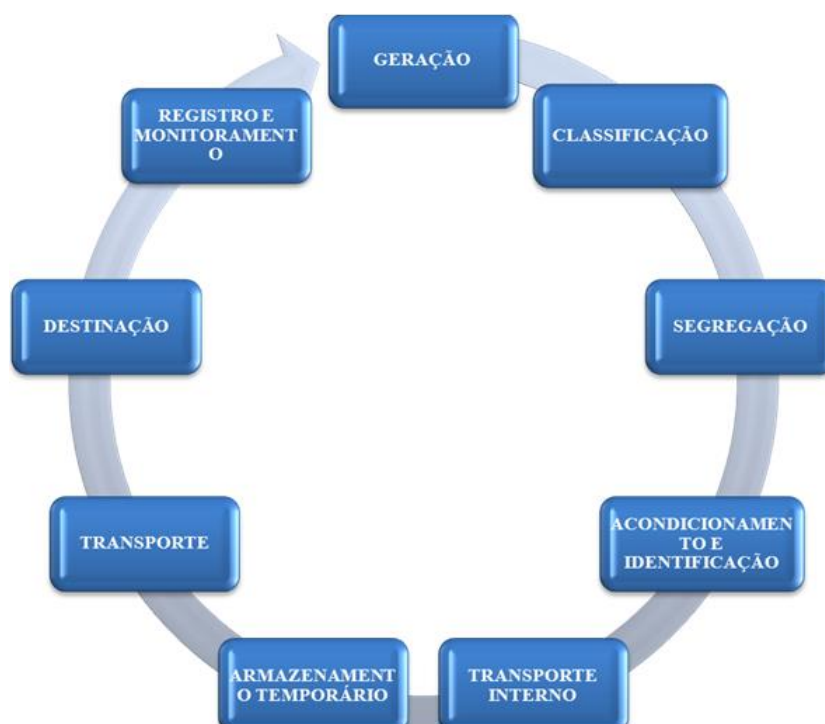 GERAÇÃO
CLASSIFICAÇÃO
SEGREGAÇÃO
ACONDICIONAMEN
TO E
IDENTIFICAÇÃO
TRANSPORTE
INTERNO
ARMAZENAMENT
O TEMPORÁRIO
TRANSPORTE
DESTINAÇÃO
REGISTRO E
MONITORAMENT
O